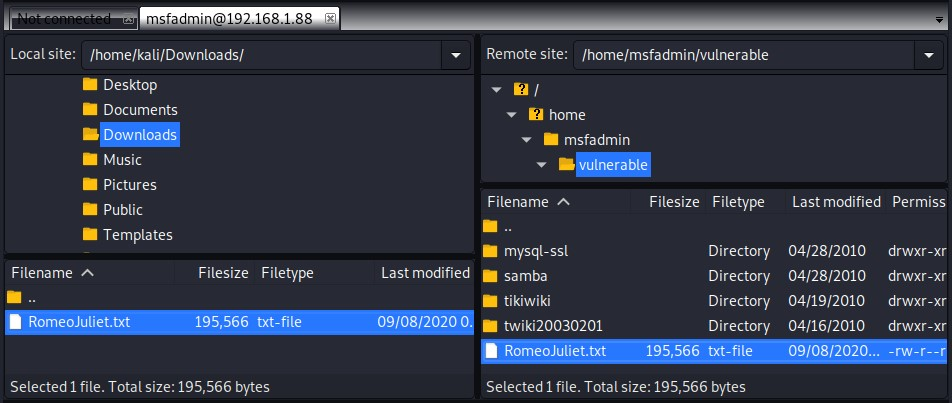 Not connected msfadmin@192.168.1.88
Local site: /home/kali/Downloads/
Desktop
Documents
Downloads
Music
Pictures
Public
Templates
Filename Filesize Filetype Last modified
..
RomeoJuliet.txt 195,566 txt-file 09/08/2020 0.
Selected 1 file. Total size: 195,566 bytes
Remote site: /home/msfadmin/vulnerable
/
home
msfadmin
vulnerable
Filename Filesize Filetype Last modified Permiss
..
mysql-ssl Directory 04/28/2010 drwxr-xr
samba Directory 04/28/2010 drwxr-xr
tikiwiki Directory 04/19/2010 drwxr-xr
twiki20030201 Directory 04/16/2010 drwxr-xr
RomeoJuliet.txt 195,566 txt-file 09/08/2020... -rw-r--r
Selected 1 file. Total size: 195,566 bytes